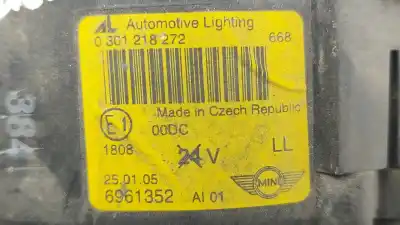 Automotive Lighting
0 301 218 272 668
Made in Czech Republic
E1 00DC
1808 24 V LL
25.01.05 MINI
6961352 AI 01
384